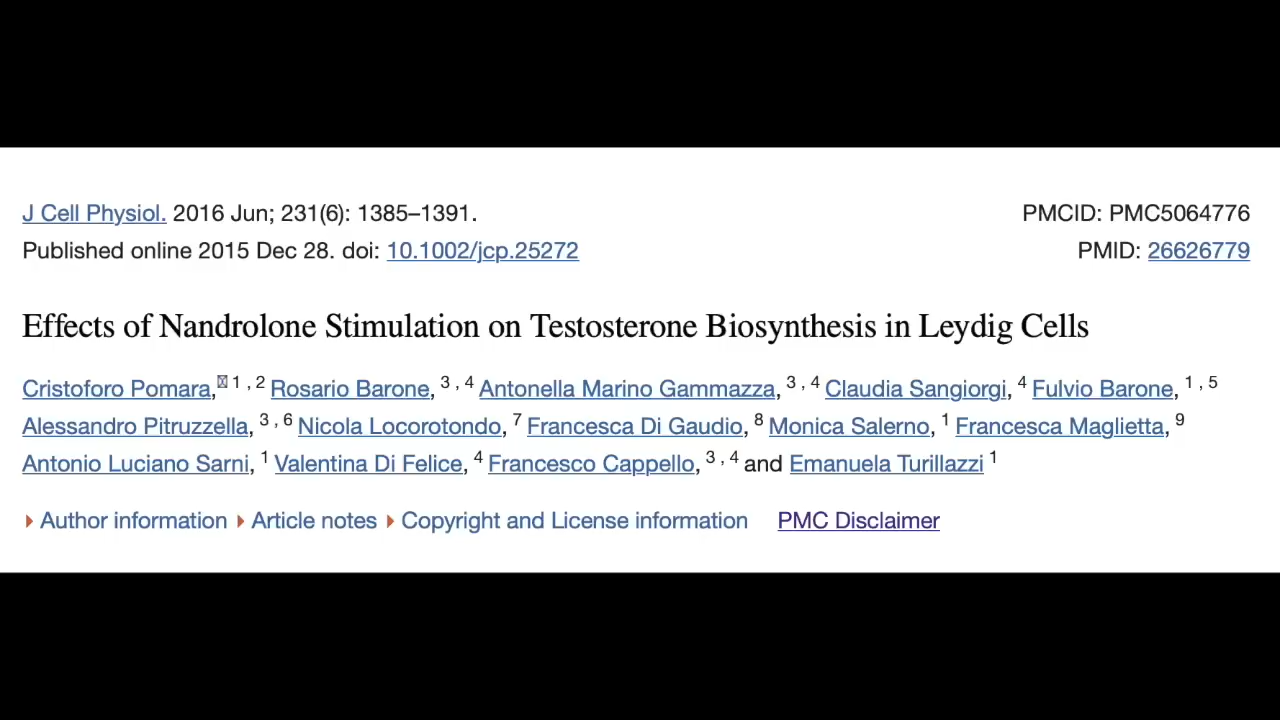 J Cell Physiol. 2016 Jun; 231(6): 1385–1391.
PMCID: PMC5064776
Published online 2015 Dec 28. doi: 10.1002/jcp.25272
PMID: 26626779
Effects of Nandrolone Stimulation on Testosterone Biosynthesis in Leydig Cells
Cristoforo Pomara, 1 , 2 Rosario Barone, 3 , 4 Antonella Marino Gammazza, 3 , 4 Claudia Sangiorgi, 4 Fulvio Barone, 1 , 5
Alessandro Pitruzzella, 3 , 6 Nicola Locorotondo, 7 Francesca Di Gaudio, 8 Monica Salerno, 1 Francesca Maglietta, 9
Antonio Luciano Sarni, 1 Valentina Di Felice, 4 Francesco Cappello, 3 , 4 and Emanuela Turillazzi 1
Author information Article notes Copyright and License information PMC Disclaimer